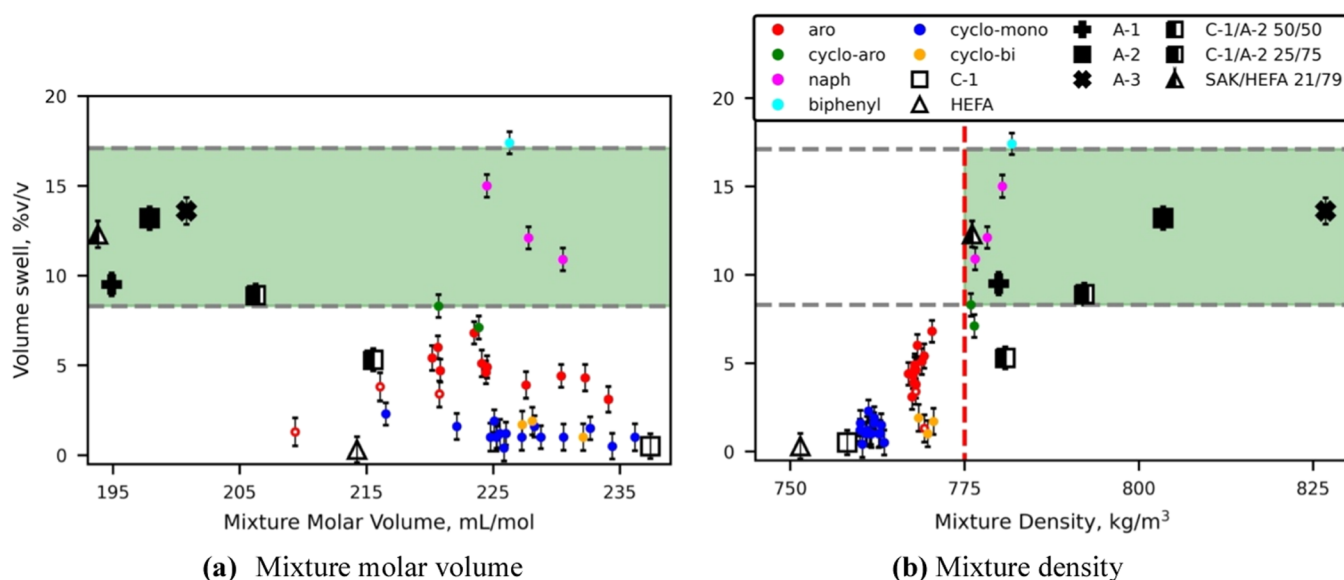 aro
cyclo-aro
naph
biphenyl
cyclo-mono
cyclo-bi
C-1
HEFA
A-1
A-2
A-3
C-1/A-2 50/50
C-1/A-2 25/75
SAK/HEFA 21/79
Volume swell, %v/v
20
15
10
5
0
195
205
215
225
235
Mixture Molar Volume, mL/mol
(a) Mixture molar volume
20
15
10
5
0
750
775
800
825
Mixture Density, kg/m³
(b) Mixture density